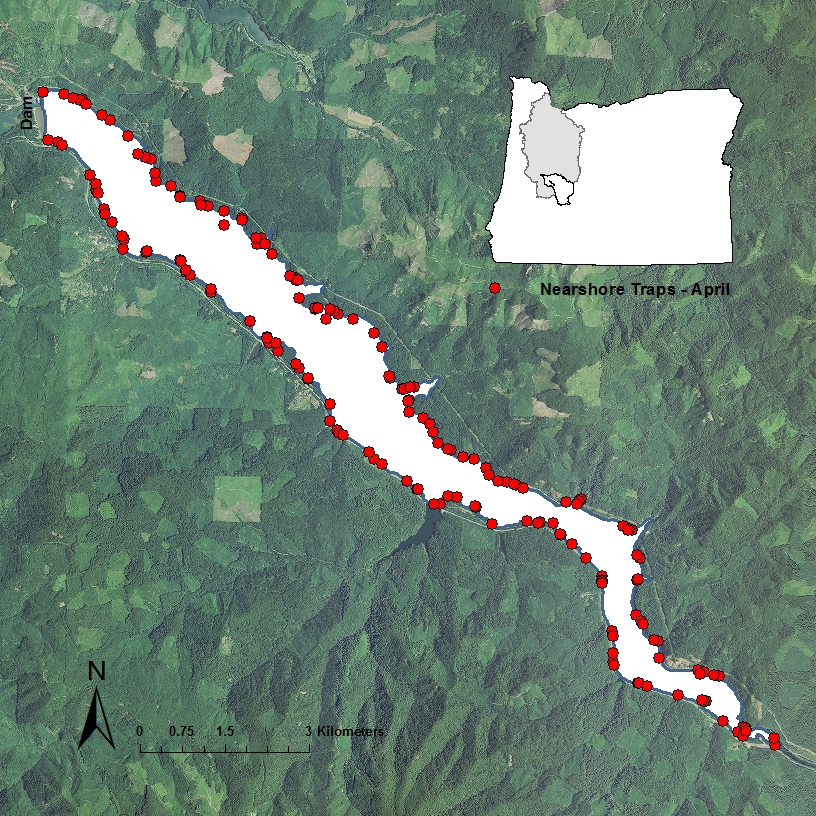 Dam
Nearshore Traps - April
N
0 0.75 1.5 3 Kilometers